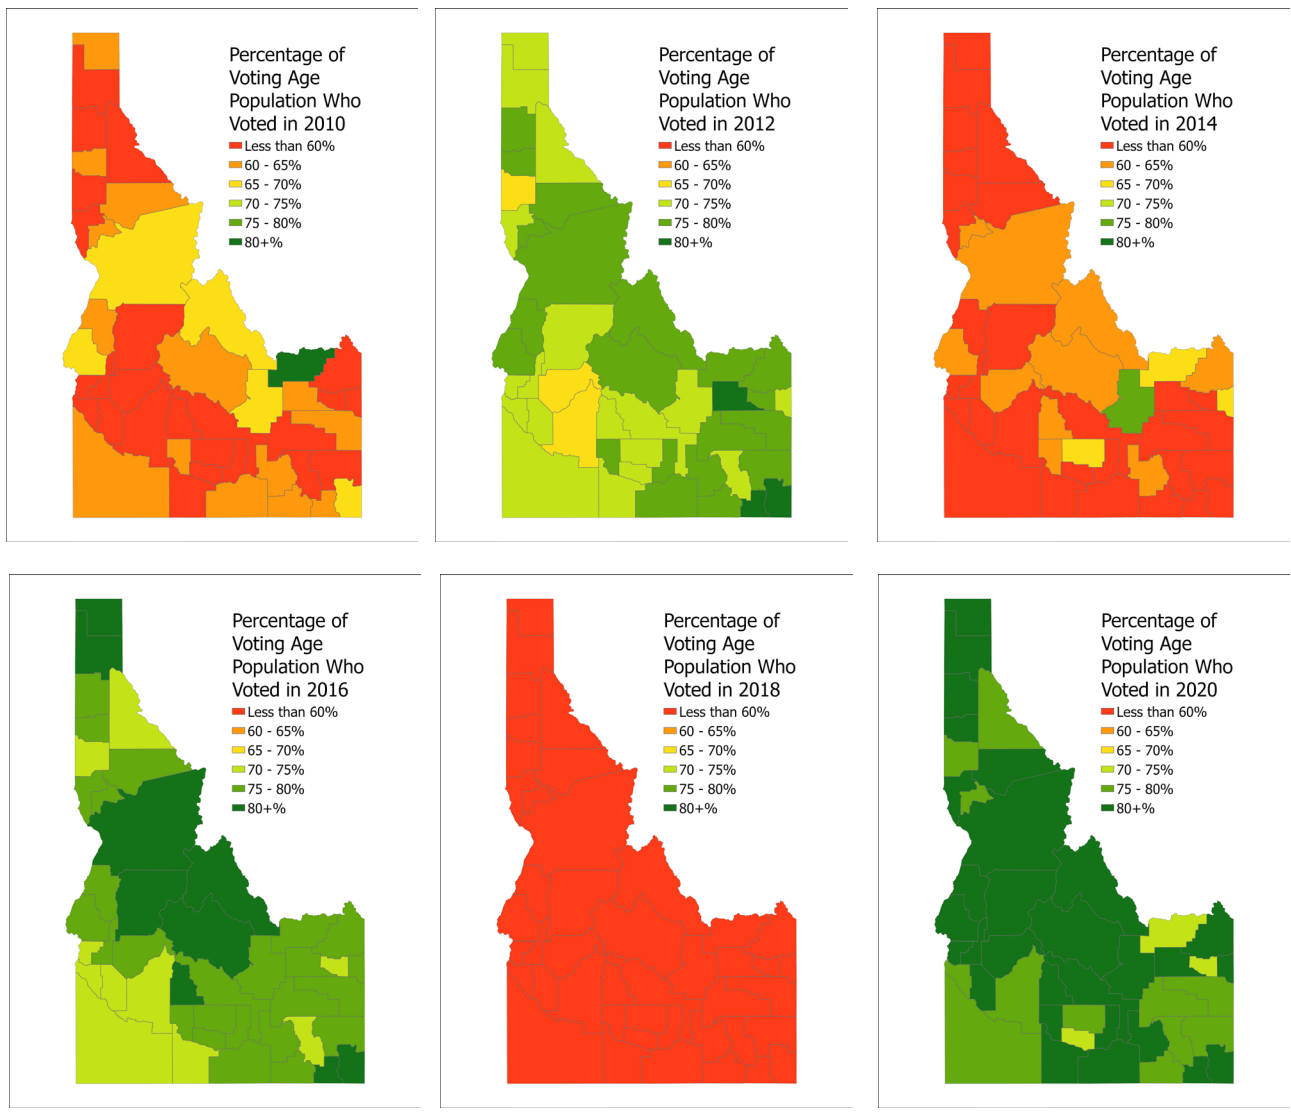 Percentage of
Voting Age
Population Who
Voted in 2010
Less than 60%
60 - 65%
65 - 70%
70 - 75%
75 - 80%
80+%
Percentage of
Voting Age
Population Who
Voted in 2012
Less than 60%
60 - 65%
65 - 70%
70 - 75%
75 - 80%
80+%
Percentage of
Voting Age
Population Who
Voted in 2014
Less than 60%
60 - 65%
65 - 70%
70 - 75%
75 - 80%
80+%
Percentage of
Voting Age
Population Who
Voted in 2016
Less than 60%
60 - 65%
65 - 70%
70 - 75%
75 - 80%
80+%
Percentage of
Voting Age
Population Who
Voted in 2018
Less than 60%
60 - 65%
65 - 70%
70 - 75%
75 - 80%
80+%
Percentage of
Voting Age
Population Who
Voted in 2020
Less than 60%
60 - 65%
65 - 70%
70 - 75%
75 - 80%
80+%